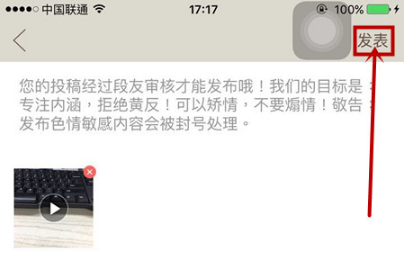 中国联通 17:17 100%
发表
您的投稿经过段友审核才能发布哦！我们的目标是：
专注内涵，拒绝黄反！可以矫情，不要煽情！敬告：
发布色情敏感内容会被封号处理。